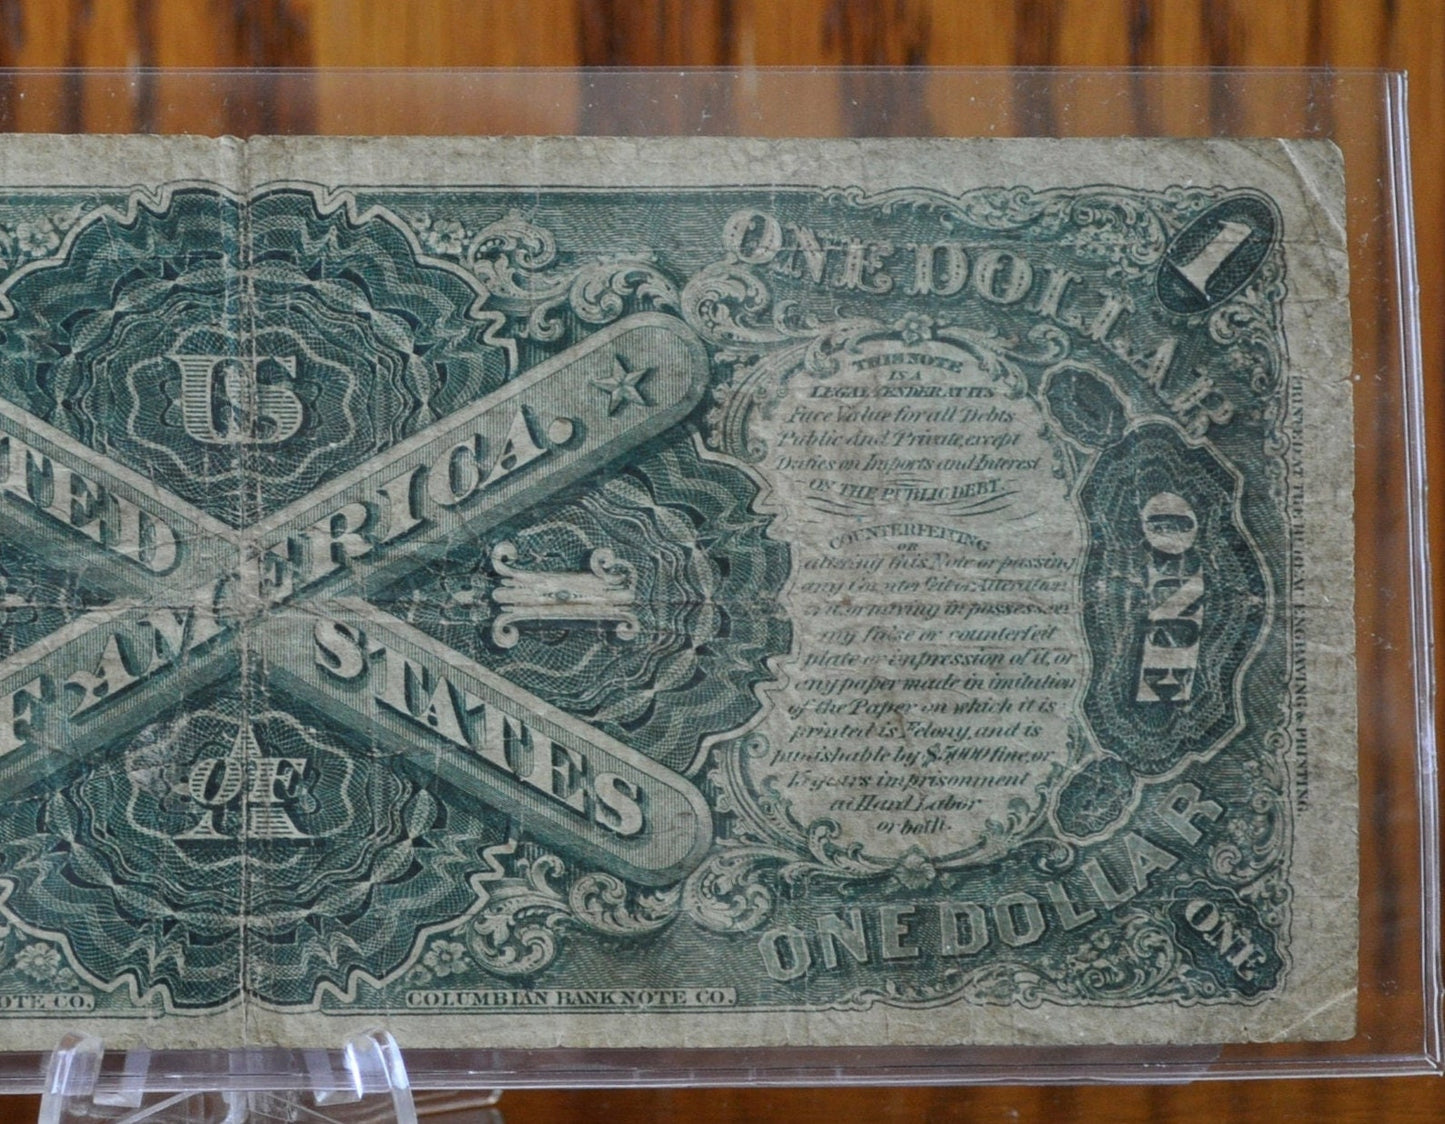 ONE DOLLAR
1
US
TED
F AMERICA.
STATES
1
OF A
THIS NOTE
IS A
LEGAL TENDER AT ITS
Face Value for all Debts
Public and Private, except
Duties on Imports and Interest
ON THE PUBLIC DEBT.
COUNTERFEITING
OR
altering this Note or passing
any Counterfeit or Alteration
of it, or having in possession
any false or counterfeit
plate or impression of it, or
any paper made in imitation
of the Paper on which it is
printed is Felony, and is
punishable by $5000 fine or
15 years imprisonment
at Hard Labor
or both.
ONE
PRINTED AT THE BUREAU, ENGRAVING & PRINTING.
ONE DOLLAR
ONE
OTE CO.
COLUMBIAN BANK NOTE CO.